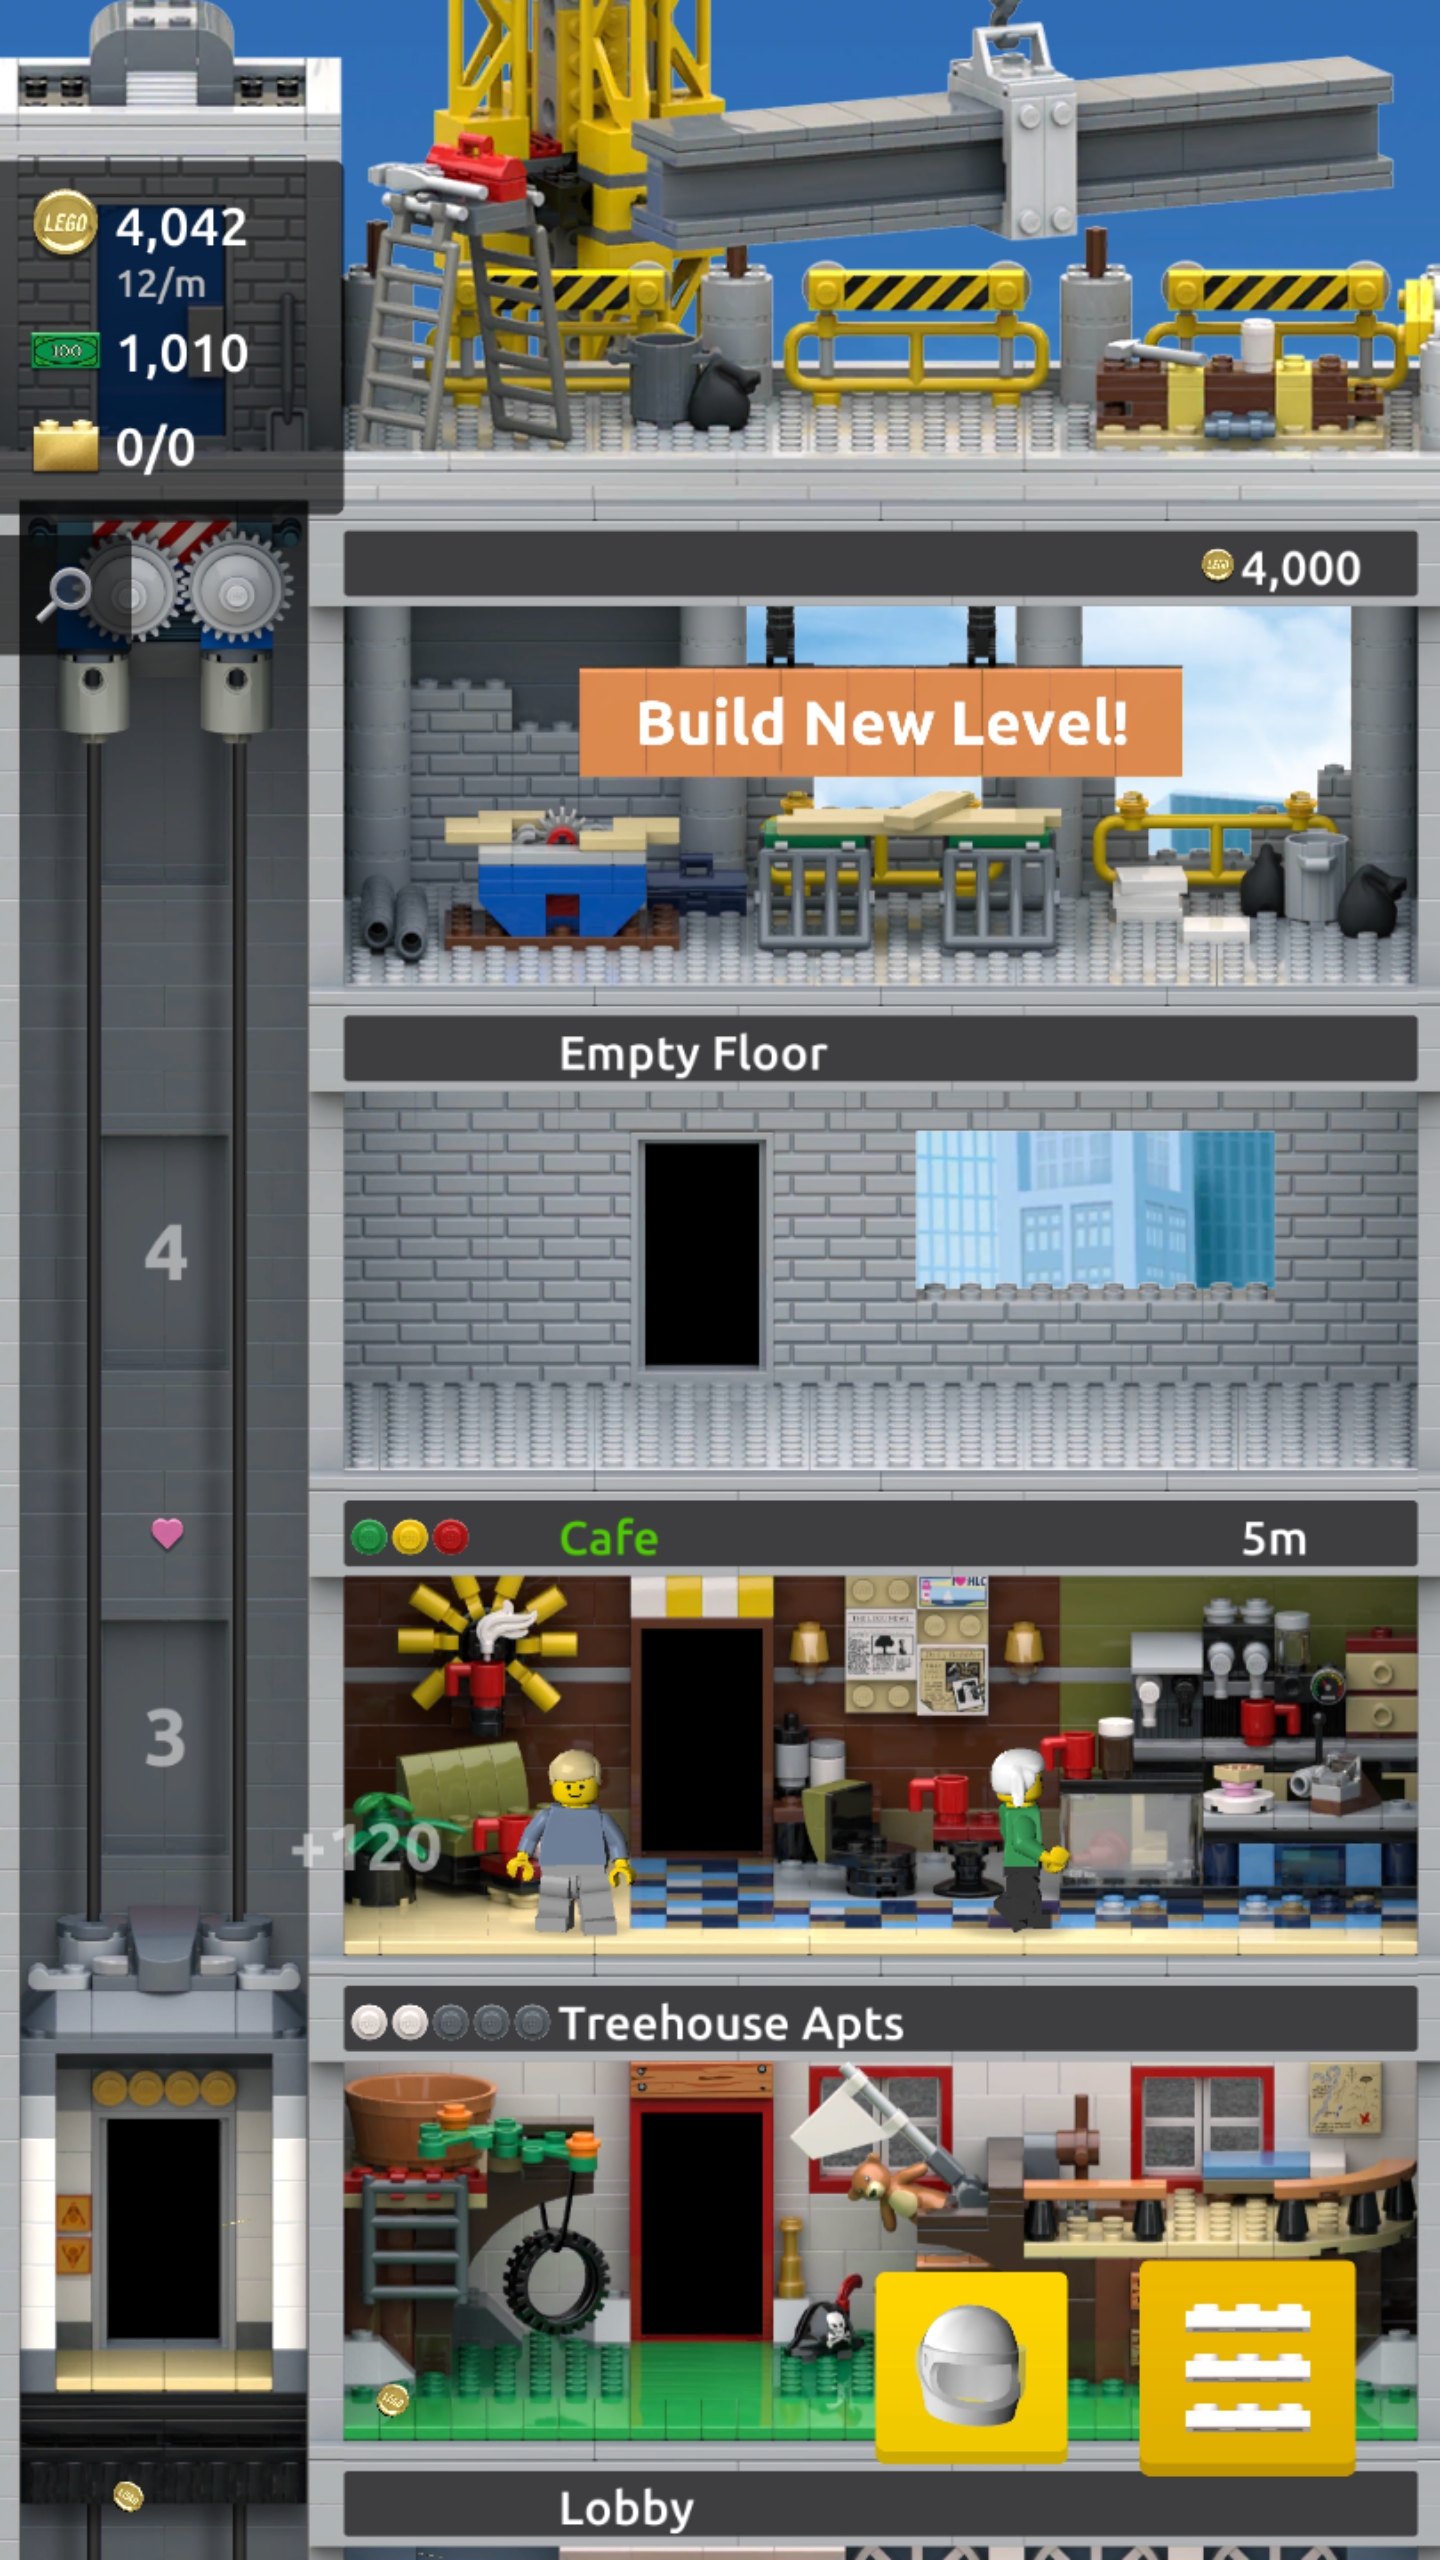 LEGO 4,042
12/m
100 1,010
0/0
4,000
Build New Level!
Empty Floor
4
Cafe 5m
3
+120
Treehouse Apts
Lobby